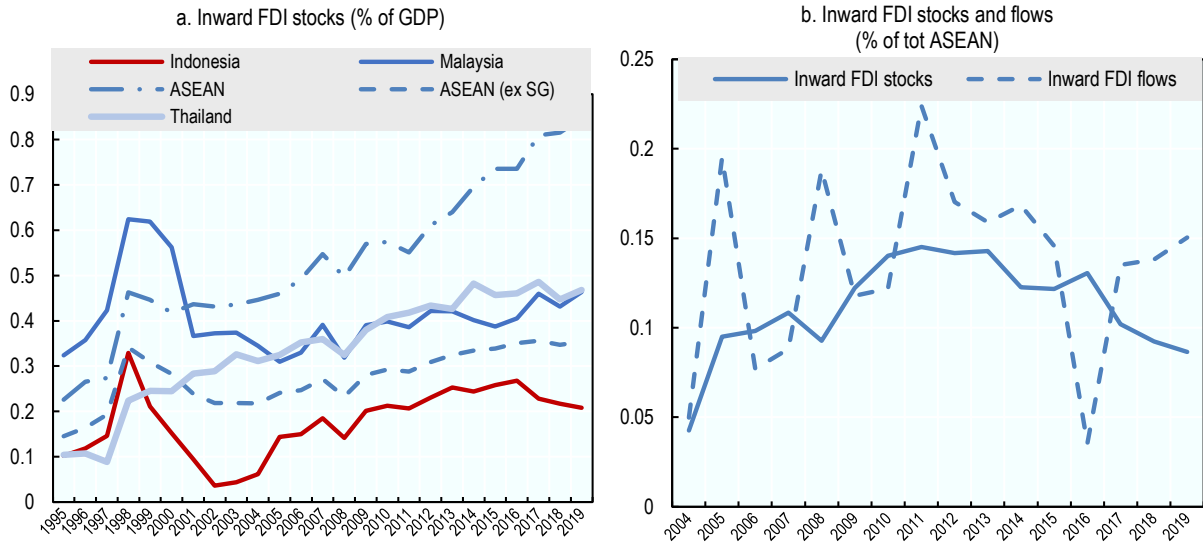 a. Inward FDI stocks (% of GDP)
Indonesia
Malaysia
ASEAN
ASEAN (ex SG)
Thailand
0.9
0.8
0.7
0.6
0.5
0.4
0.3
0.2
0.1
0
1995 1996 1997 1998 1999 2000 2001 2002 2003 2004 2005 2006 2007 2008 2009 2010 2011 2012 2013 2014 2015 2016 2017 2018 2019
b. Inward FDI stocks and flows
(% of tot ASEAN)
Inward FDI stocks
Inward FDI flows
0.25
0.2
0.15
0.1
0.05
0
2004 2005 2006 2007 2008 2009 2010 2011 2012 2013 2014 2015 2016 2017 2018 2019